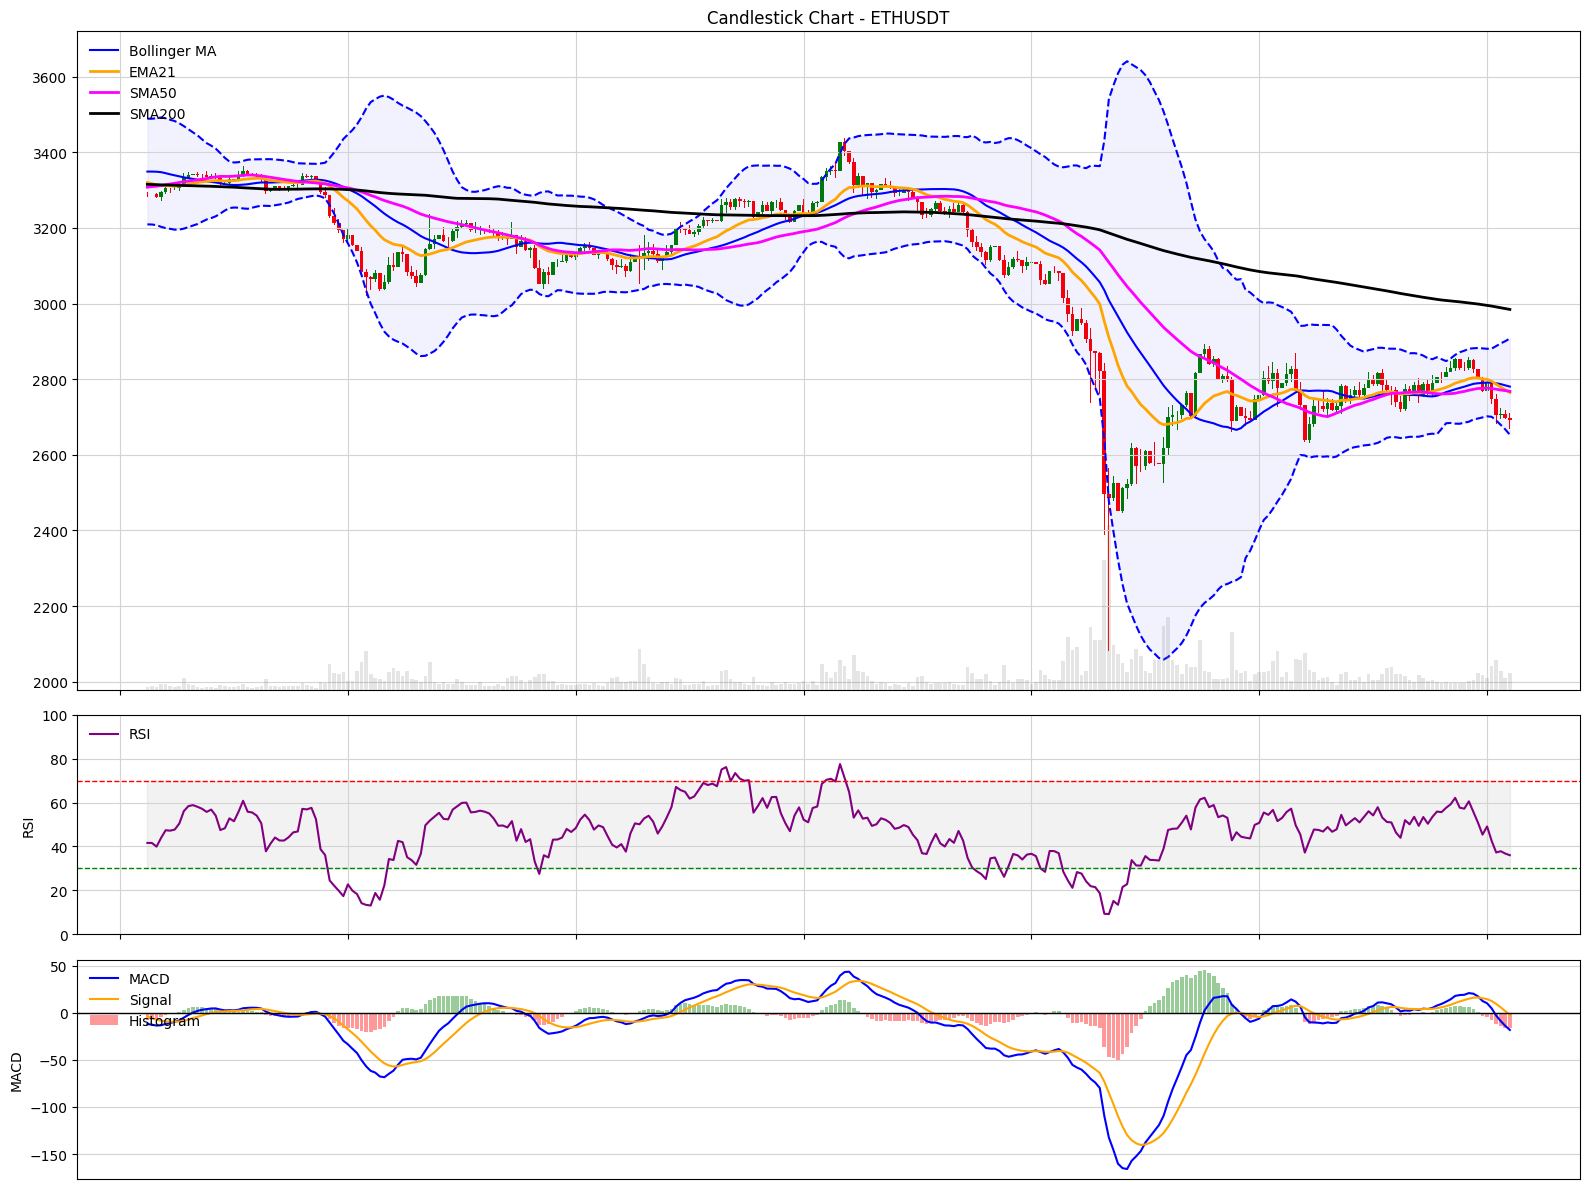 Candlestick Chart - ETHUSDT
Bollinger MA
EMA21
SMA50
SMA200
3600
3400
3200
3000
2800
2600
2400
2200
2000
RSI
100
80
60
40
20
0
RSI
MACD
Signal
Histogram
50
0
−50
−100
−150
MACD